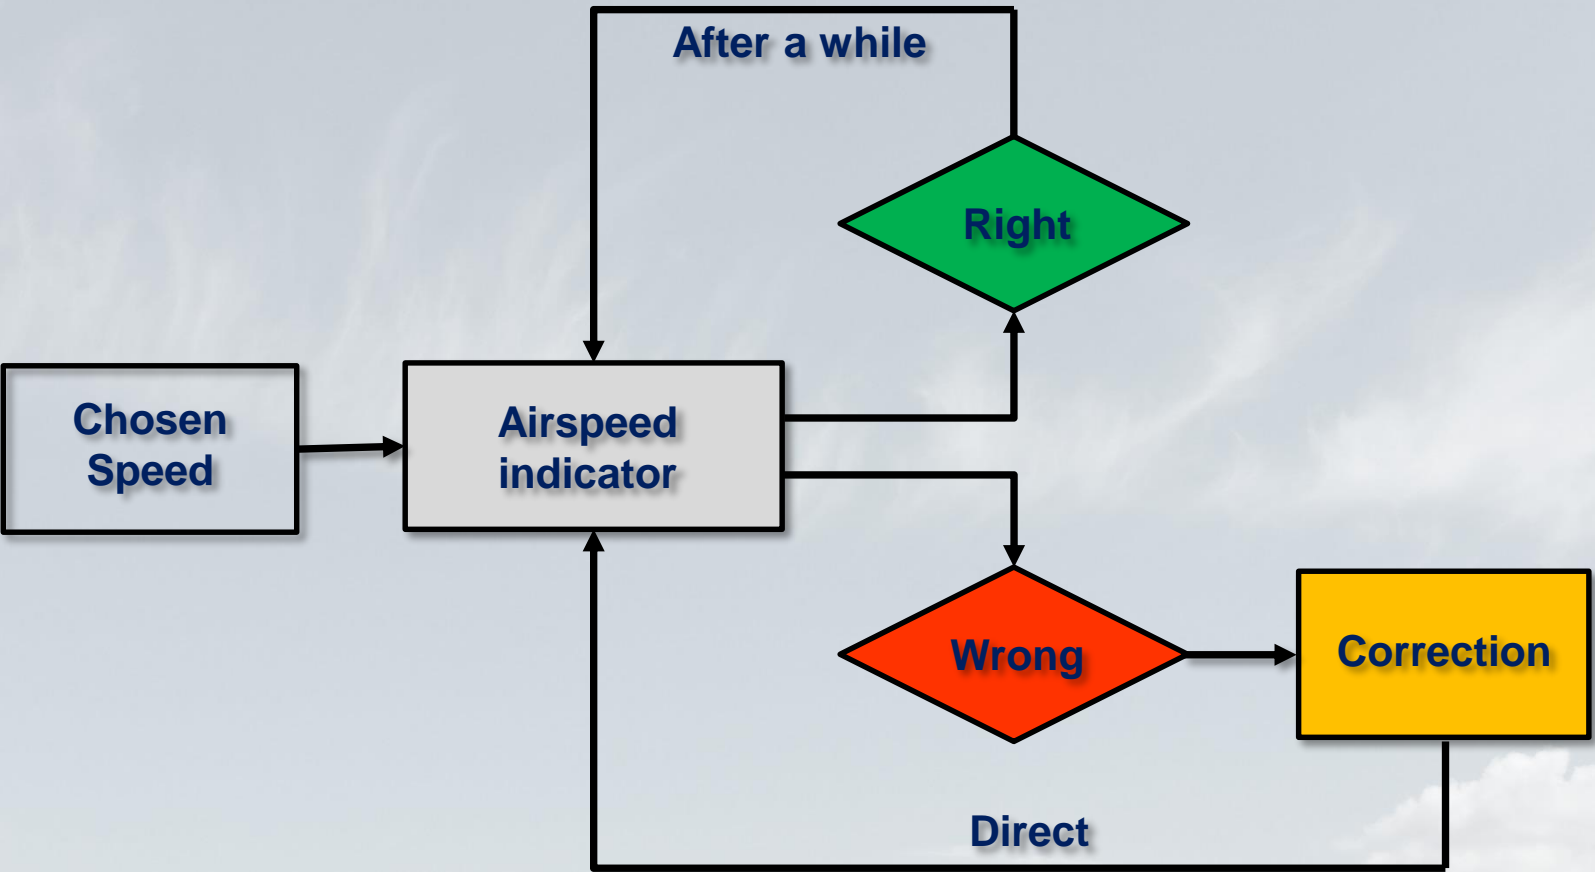 After a while
Right
Chosen
Speed
Airspeed
indicator
Wrong
Correction
Direct